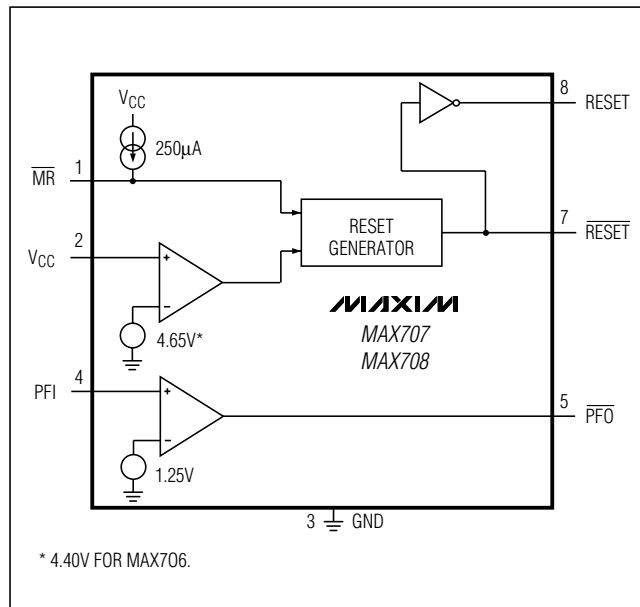 VCC
250μA
1
MR
8
RESET
RESET
GENERATOR
7
RESET
2
VCC
+
−
4.65V*
MAXIM
MAX707
MAX708
4
PFI
+
−
1.25V
5
PFO
3 GND
* 4.40V FOR MAX706.